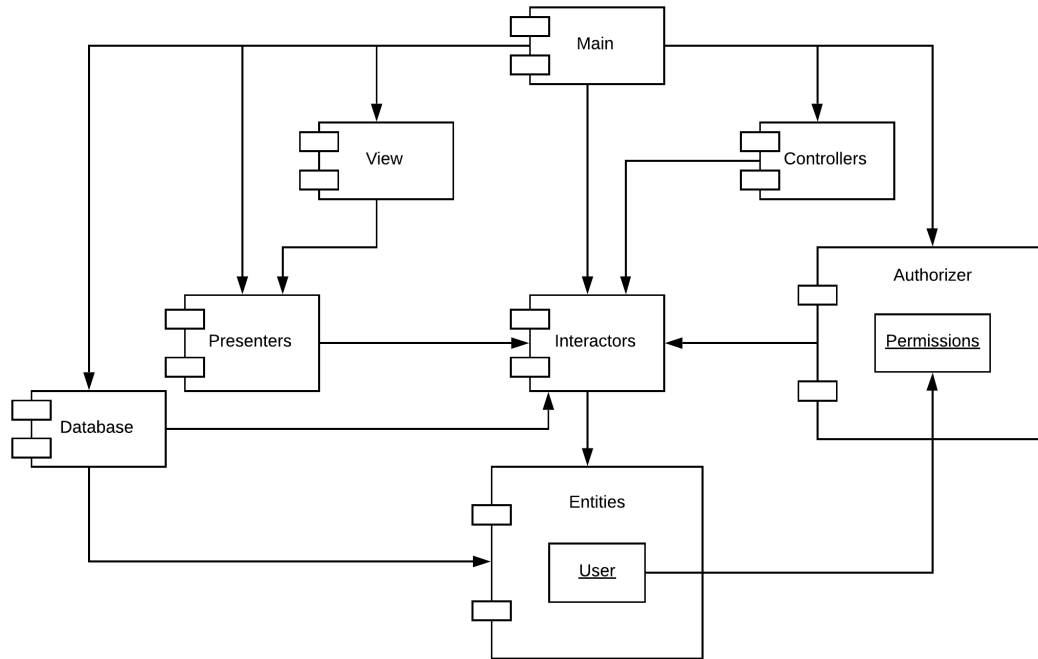 Main
View
Controllers
Authorizer
Permissions
Presenters
Interactors
Database
Entities
User